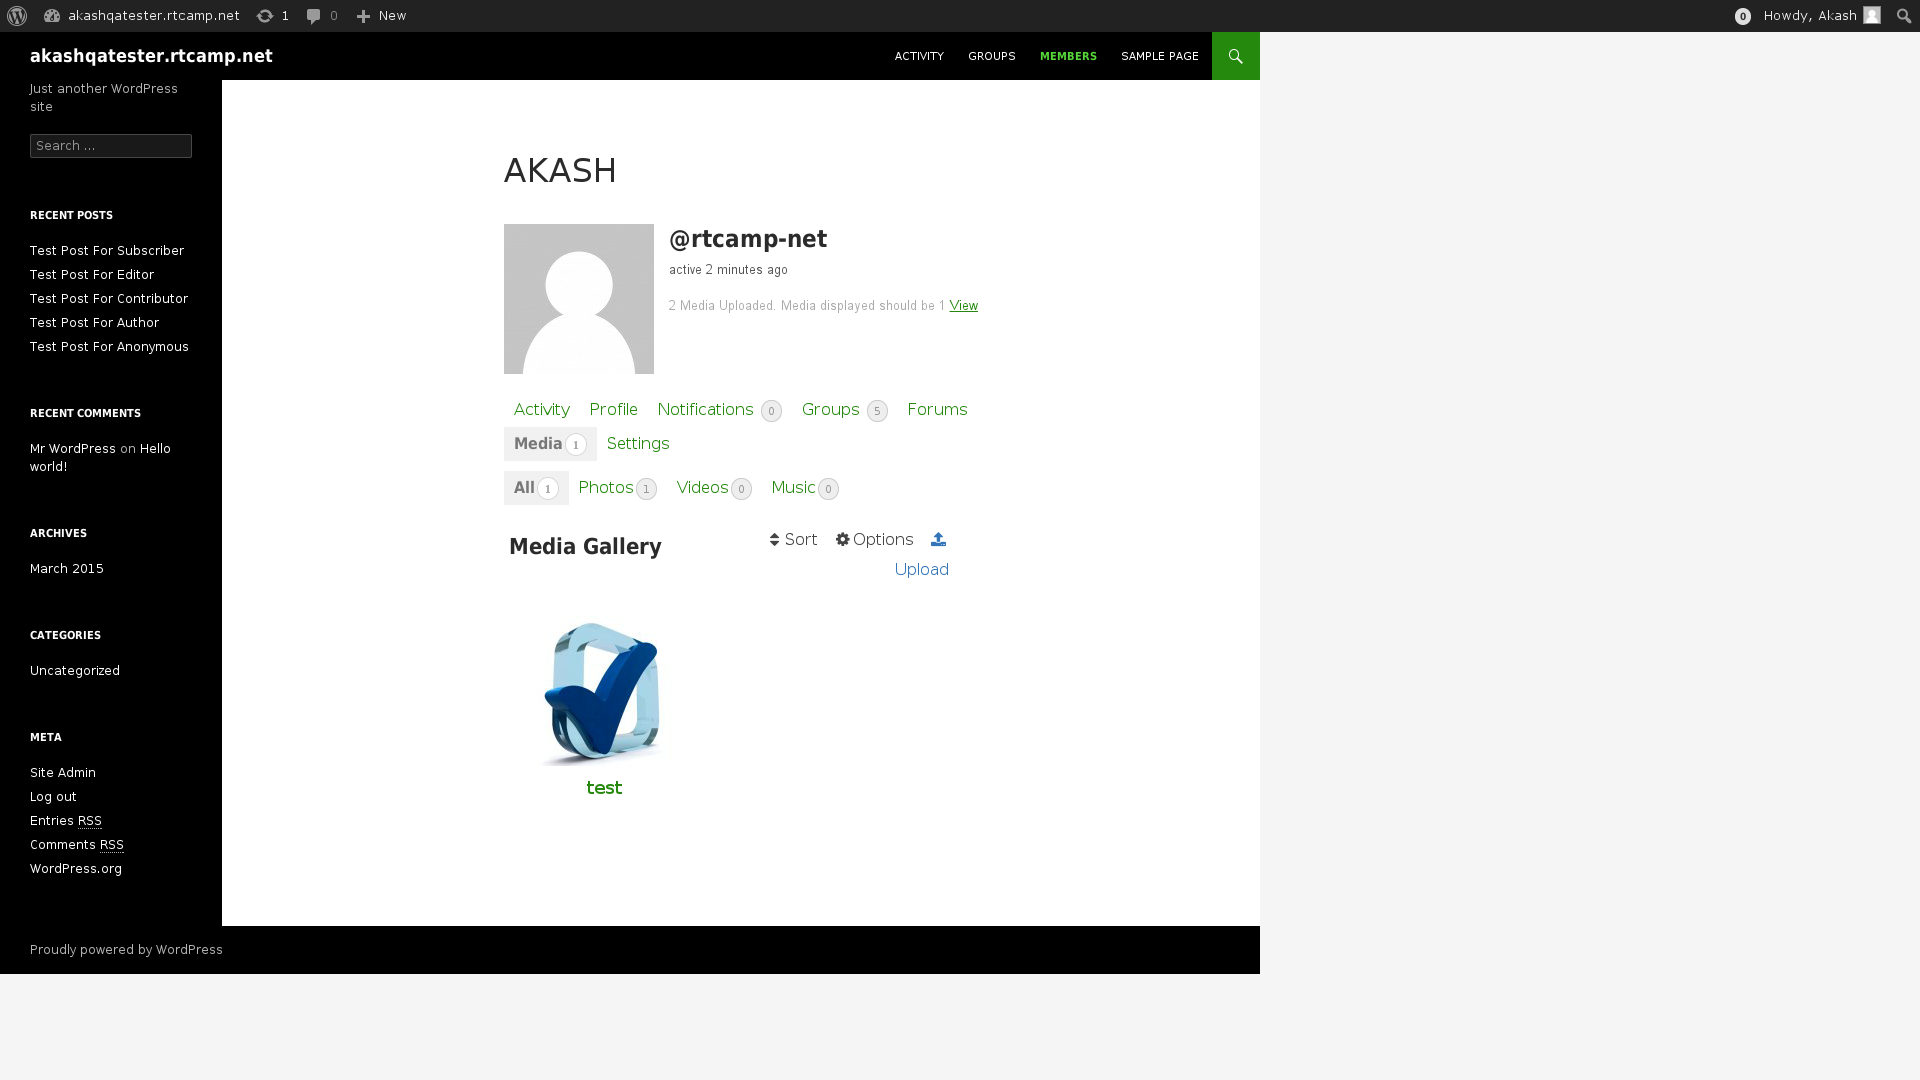 akashqatester.rtcamp.net 1 0 New 0 Howdy, Akash
akashqatester.rtcamp.net ACTIVITY GROUPS MEMBERS SAMPLE PAGE
Just another WordPress
site
Search ...
RECENT POSTS
Test Post For Subscriber
Test Post For Editor
Test Post For Contributor
Test Post For Author
Test Post For Anonymous
RECENT COMMENTS
Mr WordPress on Hello
world!
ARCHIVES
March 2015
CATEGORIES
Uncategorized
META
Site Admin
Log out
Entries RSS
Comments RSS
WordPress.org
AKASH
@rtcamp-net
active 2 minutes ago
2 Media Uploaded. Media displayed should be 1 View
Activity Profile Notifications 0 Groups 5 Forums
Media 1 Settings
All 1 Photos 1 Videos 0 Music 0
Media Gallery Sort Options
Upload
test
Proudly powered by WordPress